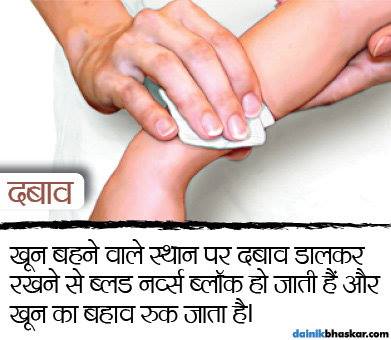 दबाव
खून बहने वाले स्थान पर दबाव डालकर
रखने से ब्लड नर्व्स ब्लॉक हो जाती हैं और
खून का बहाव रुक जाता है।
dainikbhaskar.com